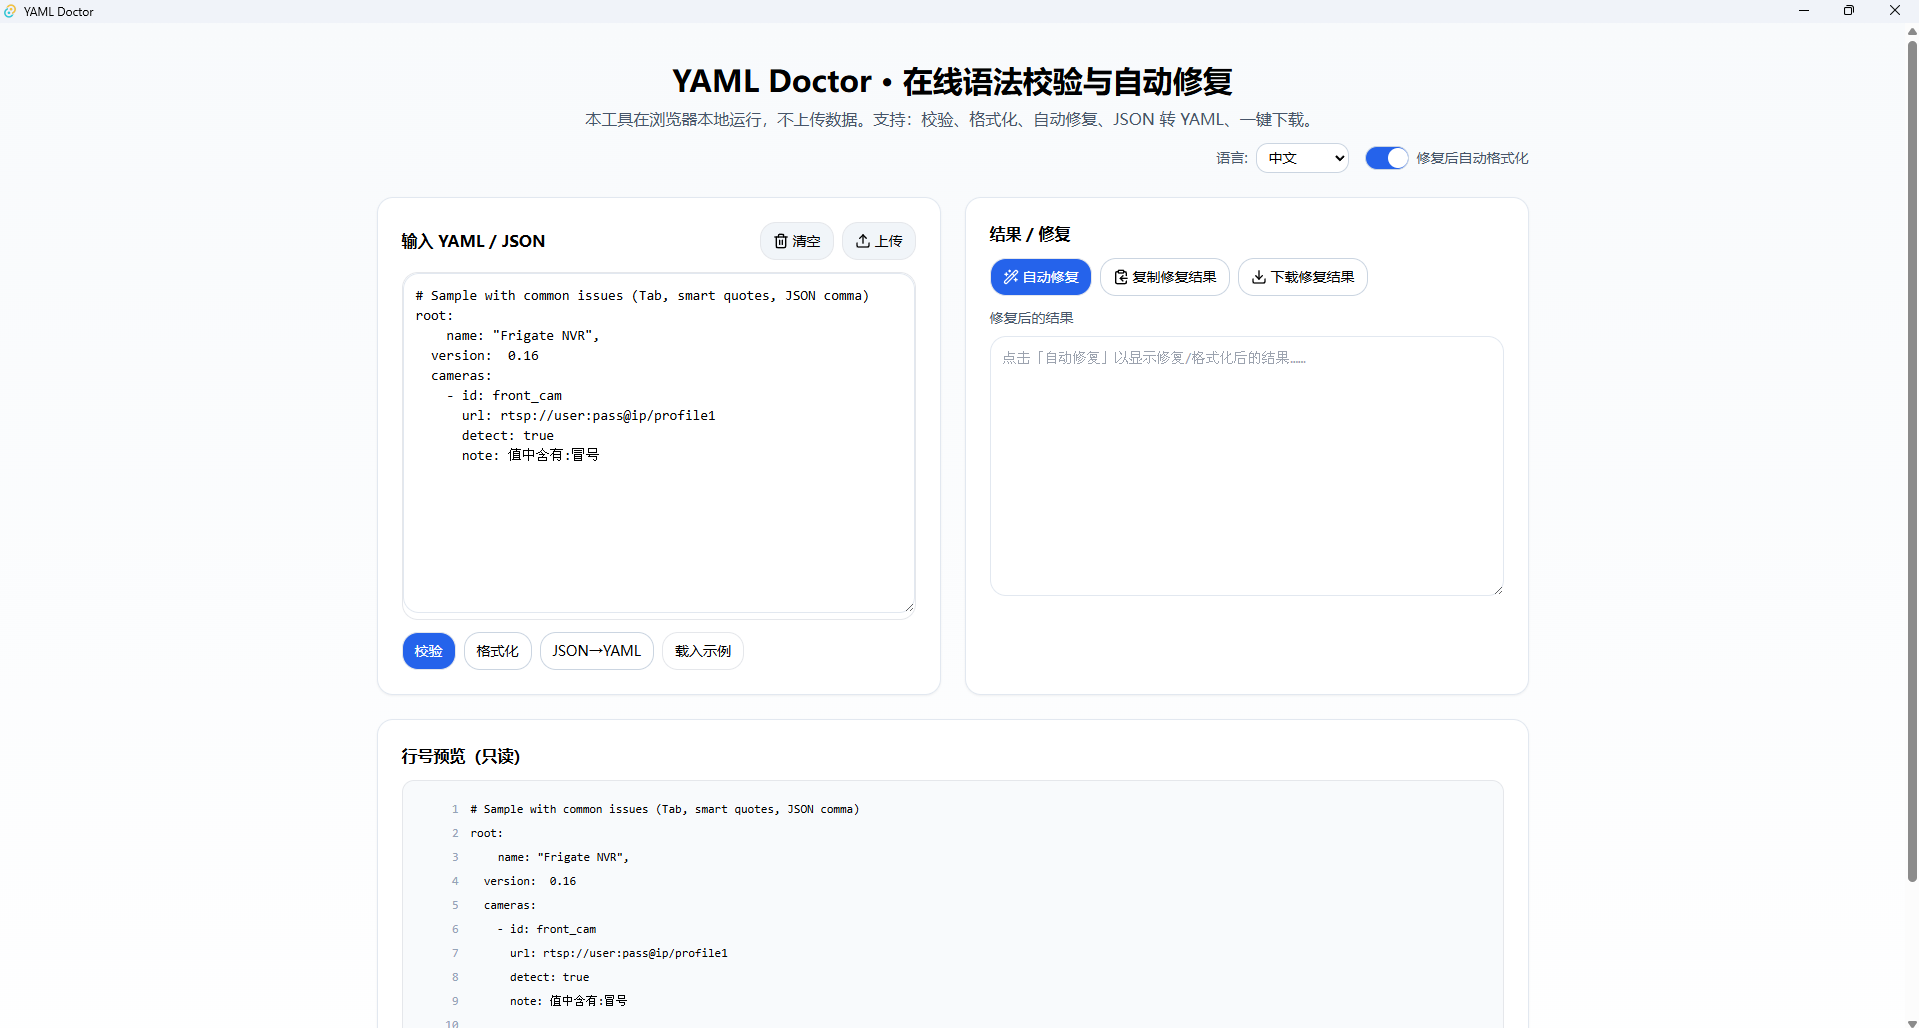 YAML Doctor
YAML Doctor • 在线语法校验与自动修复
本工具在浏览器本地运行，不上传数据。支持：校验、格式化、自动修复、JSON 转 YAML、一键下载。
语言: 中文 修复后自动格式化
输入 YAML / JSON
清空 上传
# Sample with common issues (Tab, smart quotes, JSON comma)
root:
    name: "Frigate NVR",
  version:  0.16
  cameras:
    - id: front_cam
      url: rtsp://user:pass@ip/profile1
      detect: true
      note: 值中含有:冒号
校验 格式化 JSON→YAML 载入示例
结果 / 修复
自动修复 复制修复结果 下载修复结果
修复后的结果
点击「自动修复」以显示修复/格式化后的结果……
行号预览（只读）
1 # Sample with common issues (Tab, smart quotes, JSON comma)
2 root:
3     name: "Frigate NVR",
4   version:  0.16
5   cameras:
6     - id: front_cam
7       url: rtsp://user:pass@ip/profile1
8       detect: true
9       note: 值中含有:冒号
10